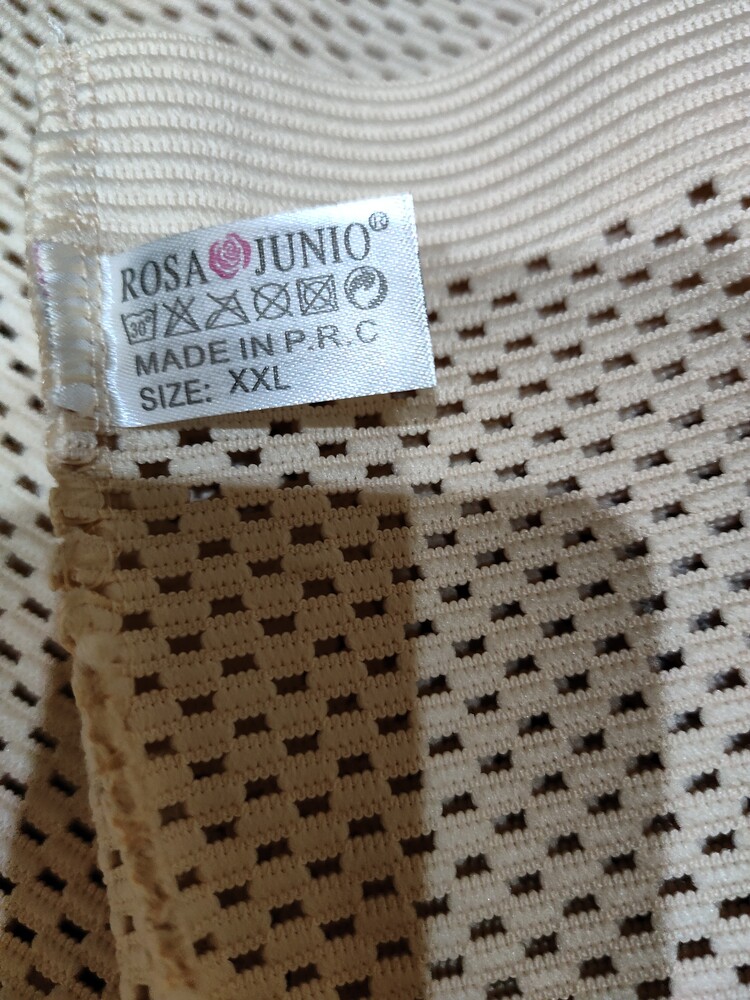 ROSA JUNIO®
30°
MADE IN P.R.C
SIZE: XXL